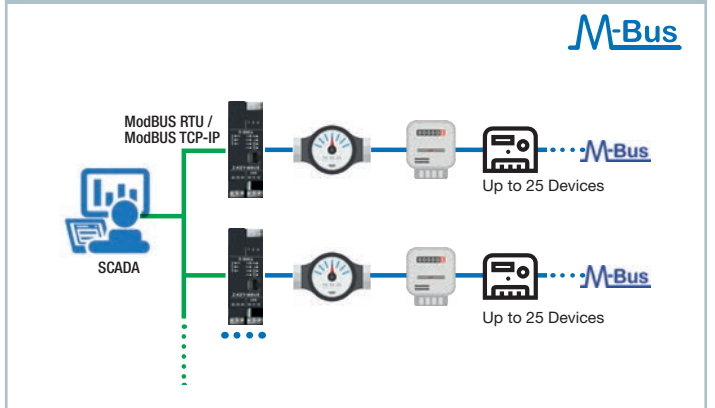 M-Bus
ModBUS RTU /
ModBUS TCP-IP
M-Bus
Up to 25 Devices
SCADA
M-Bus
Up to 25 Devices